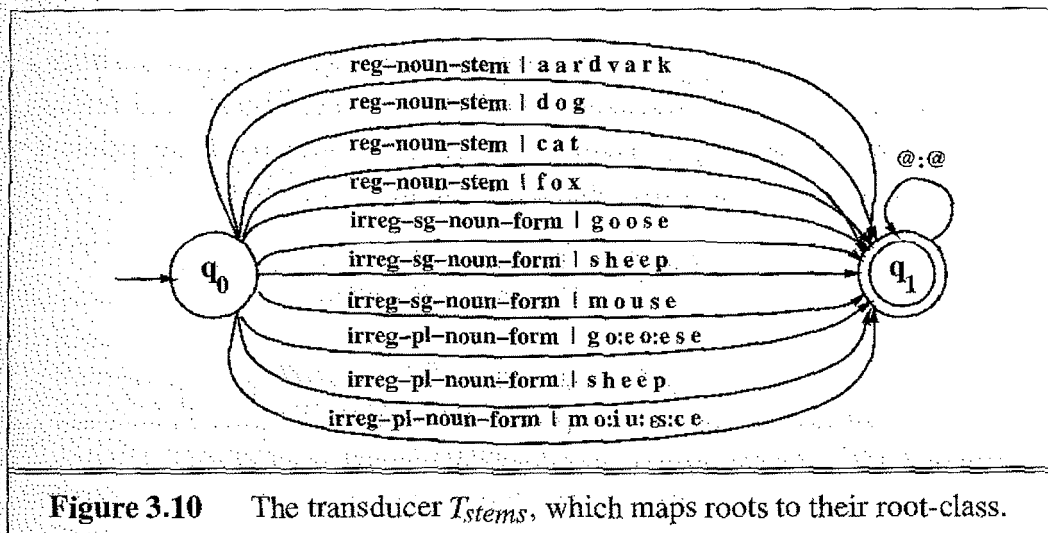 reg–noun–stem | a a r d v a r k
reg–noun–stem | d o g
reg–noun–stem | c a t
reg–noun–stem | f o x
@:@
irreg–sg–noun–form | g o o s e
irreg–sg–noun–form | s h e e p
q0
q1
irreg–sg–noun–form | m o u s e
irreg–pl–noun–form | g o:e o:e s e
irreg–pl–noun–form | s h e e p
irreg–pl–noun–form | m o:i u:ε s:c e
Figure 3.10 The transducer Tstems, which maps roots to their root-class.